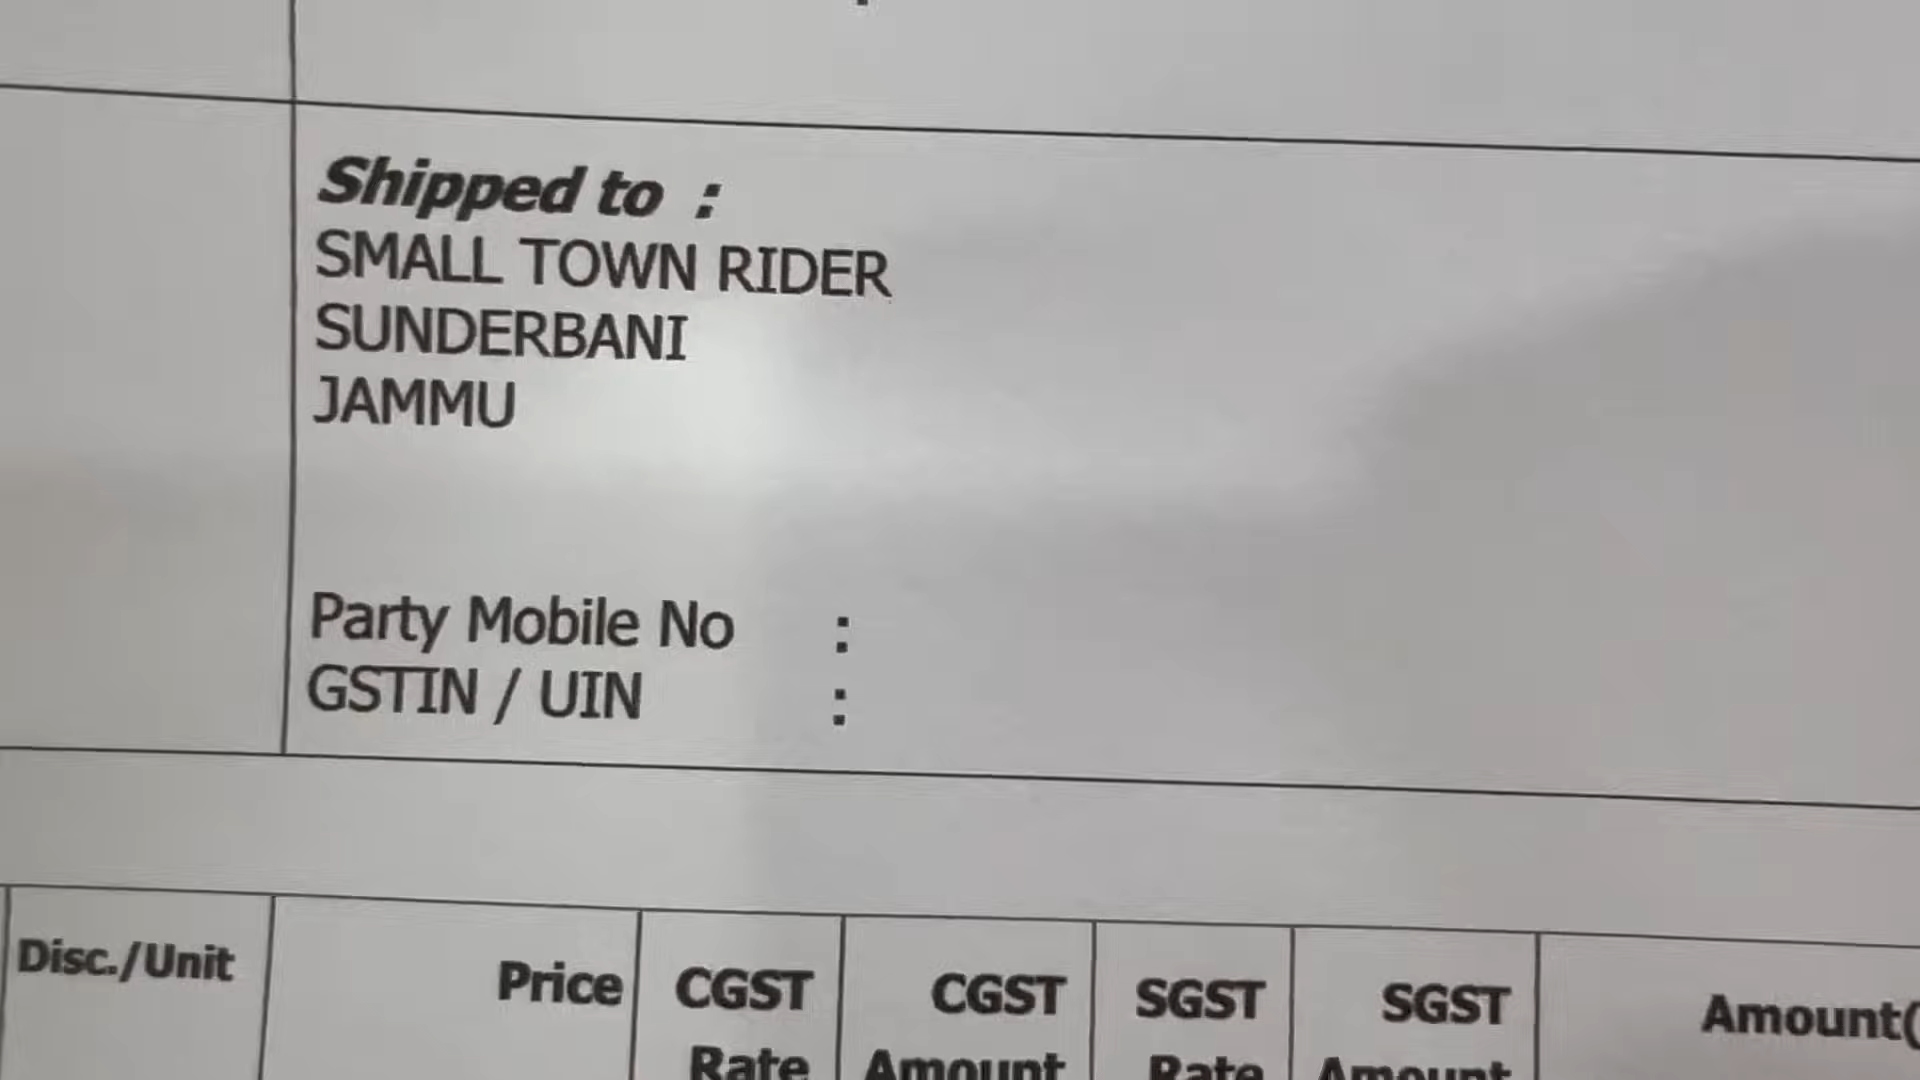 Shipped to :
SMALL TOWN RIDER
SUNDERBANI
JAMMU
Party Mobile No :
GSTIN / UIN :
Disc./Unit Price CGST CGST SGST SGST Amount(
Rate Amount Rate Amount